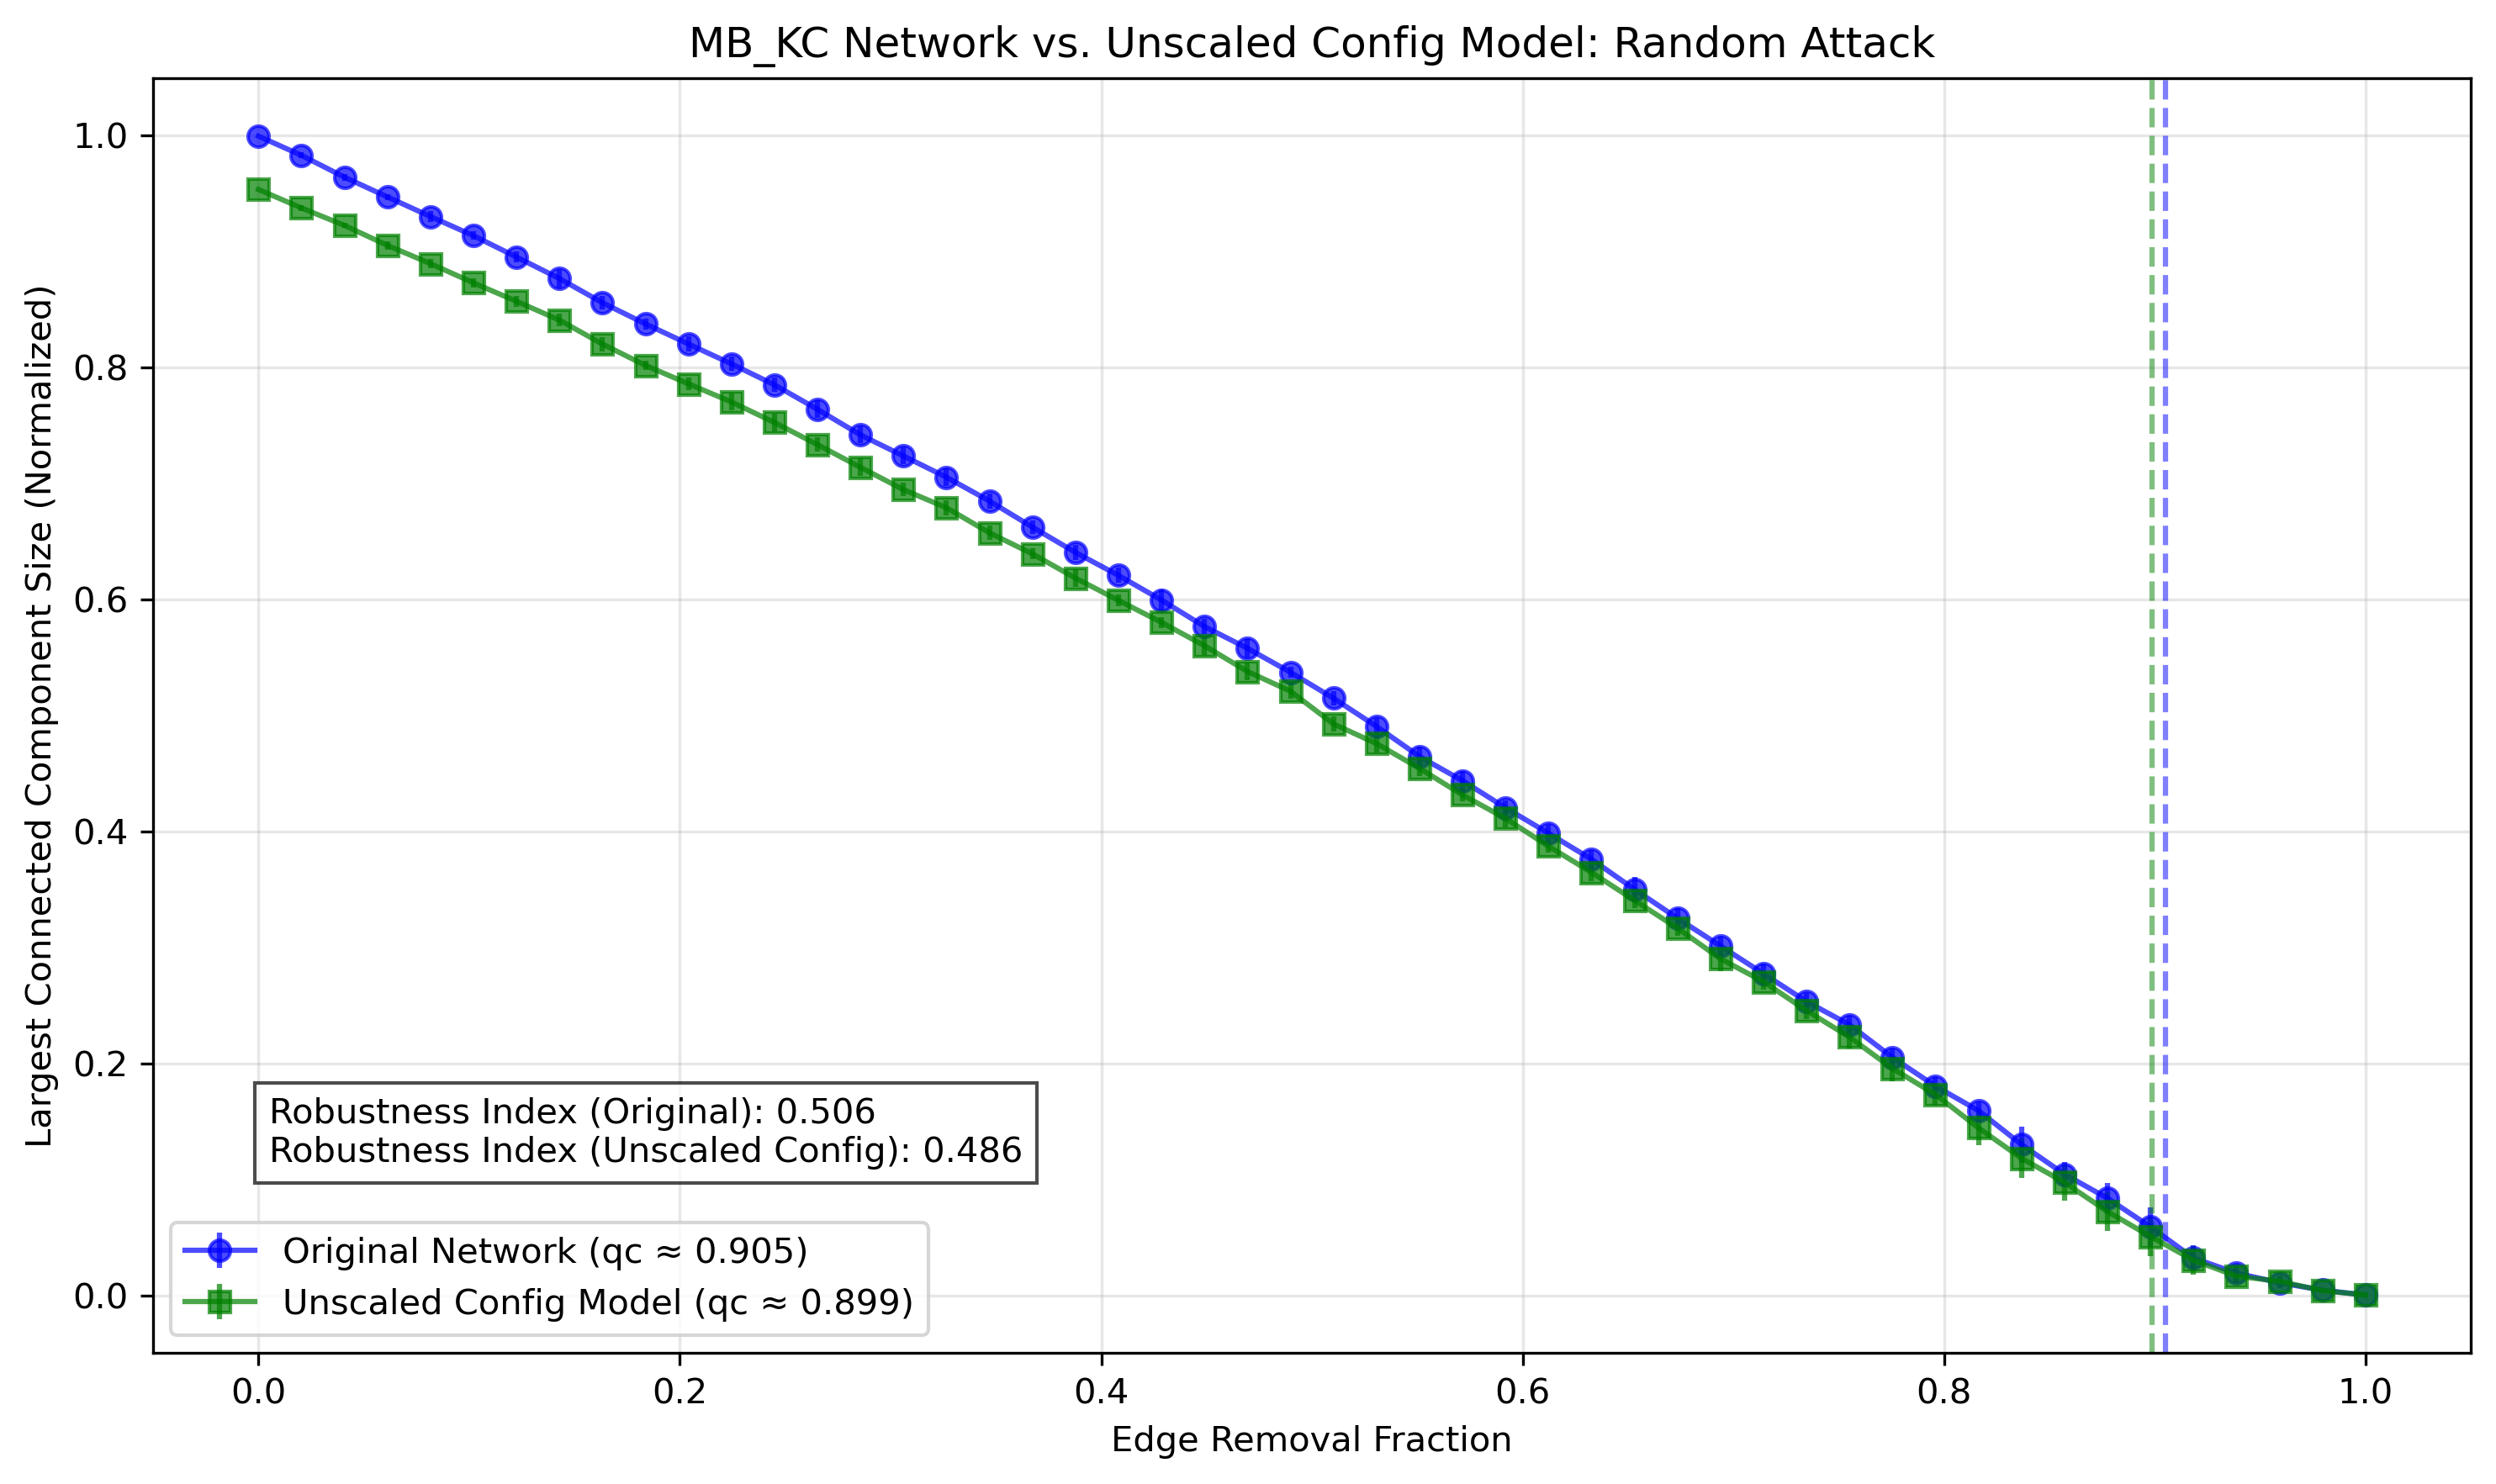 MB_KC Network vs. Unscaled Config Model: Random Attack
Largest Connected Component Size (Normalized)
1.0
0.8
0.6
0.4
0.2
0.0
Robustness Index (Original): 0.506
Robustness Index (Unscaled Config): 0.486
Original Network (qc ≈ 0.905)
Unscaled Config Model (qc ≈ 0.899)
0.0 0.2 0.4 0.6 0.8 1.0
Edge Removal Fraction